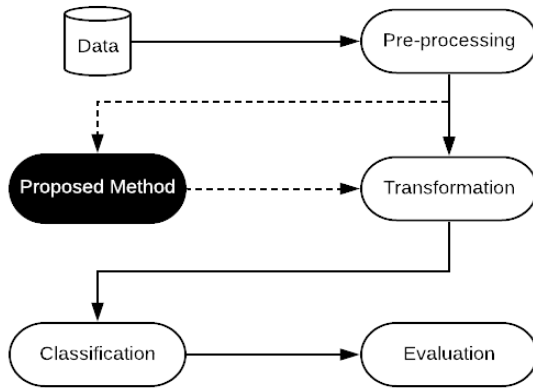 Data
Pre-processing
Proposed Method
Transformation
Classification
Evaluation